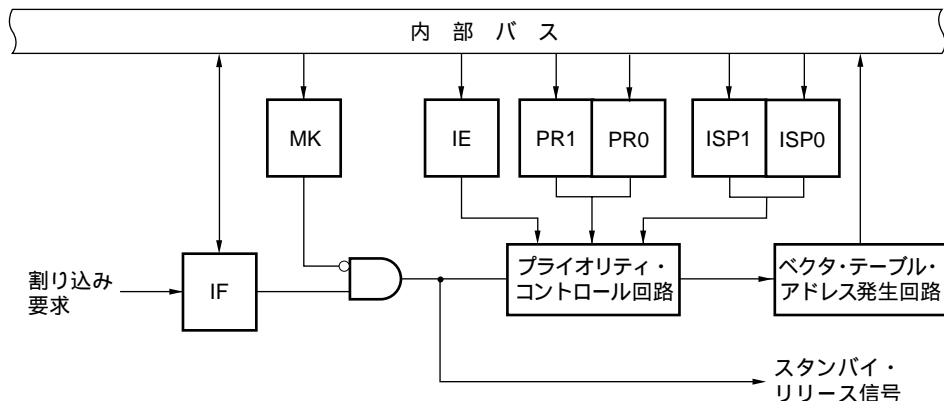 内 部 バ ス
MK
IE
PR1
PR0
ISP1
ISP0
割り込み
要求
IF
プライオリティ・
コントロール回路
ベクタ・テーブル・
アドレス発生回路
スタンバイ・
リリース信号